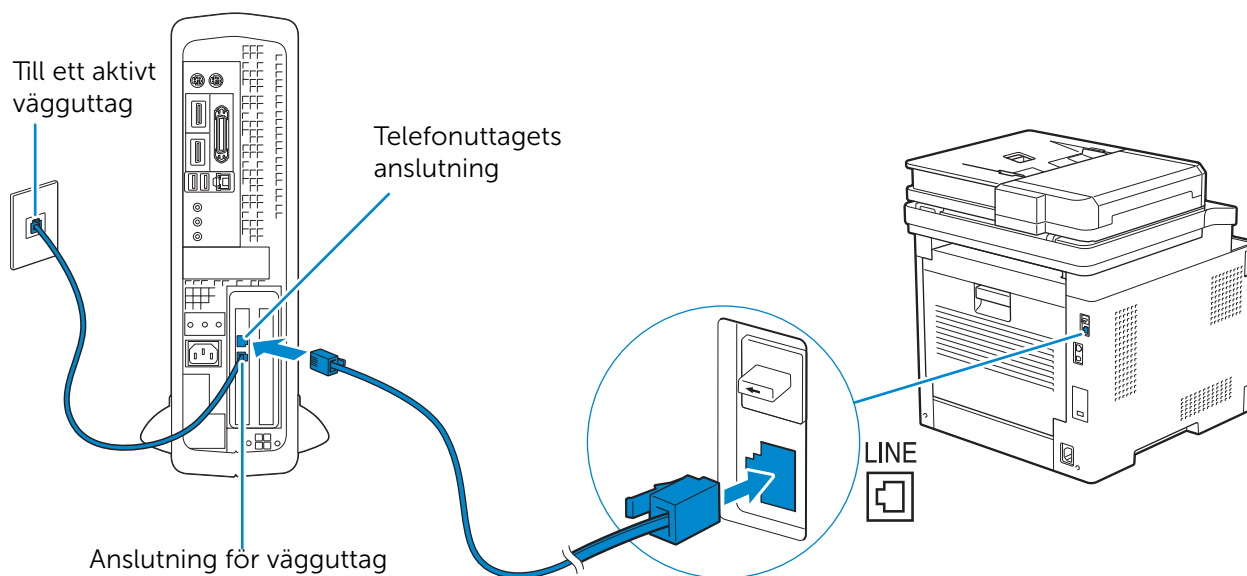 Till ett aktivt
vägguttag
Telefonuttagets
anslutning
LINE
Anslutning för vägguttag